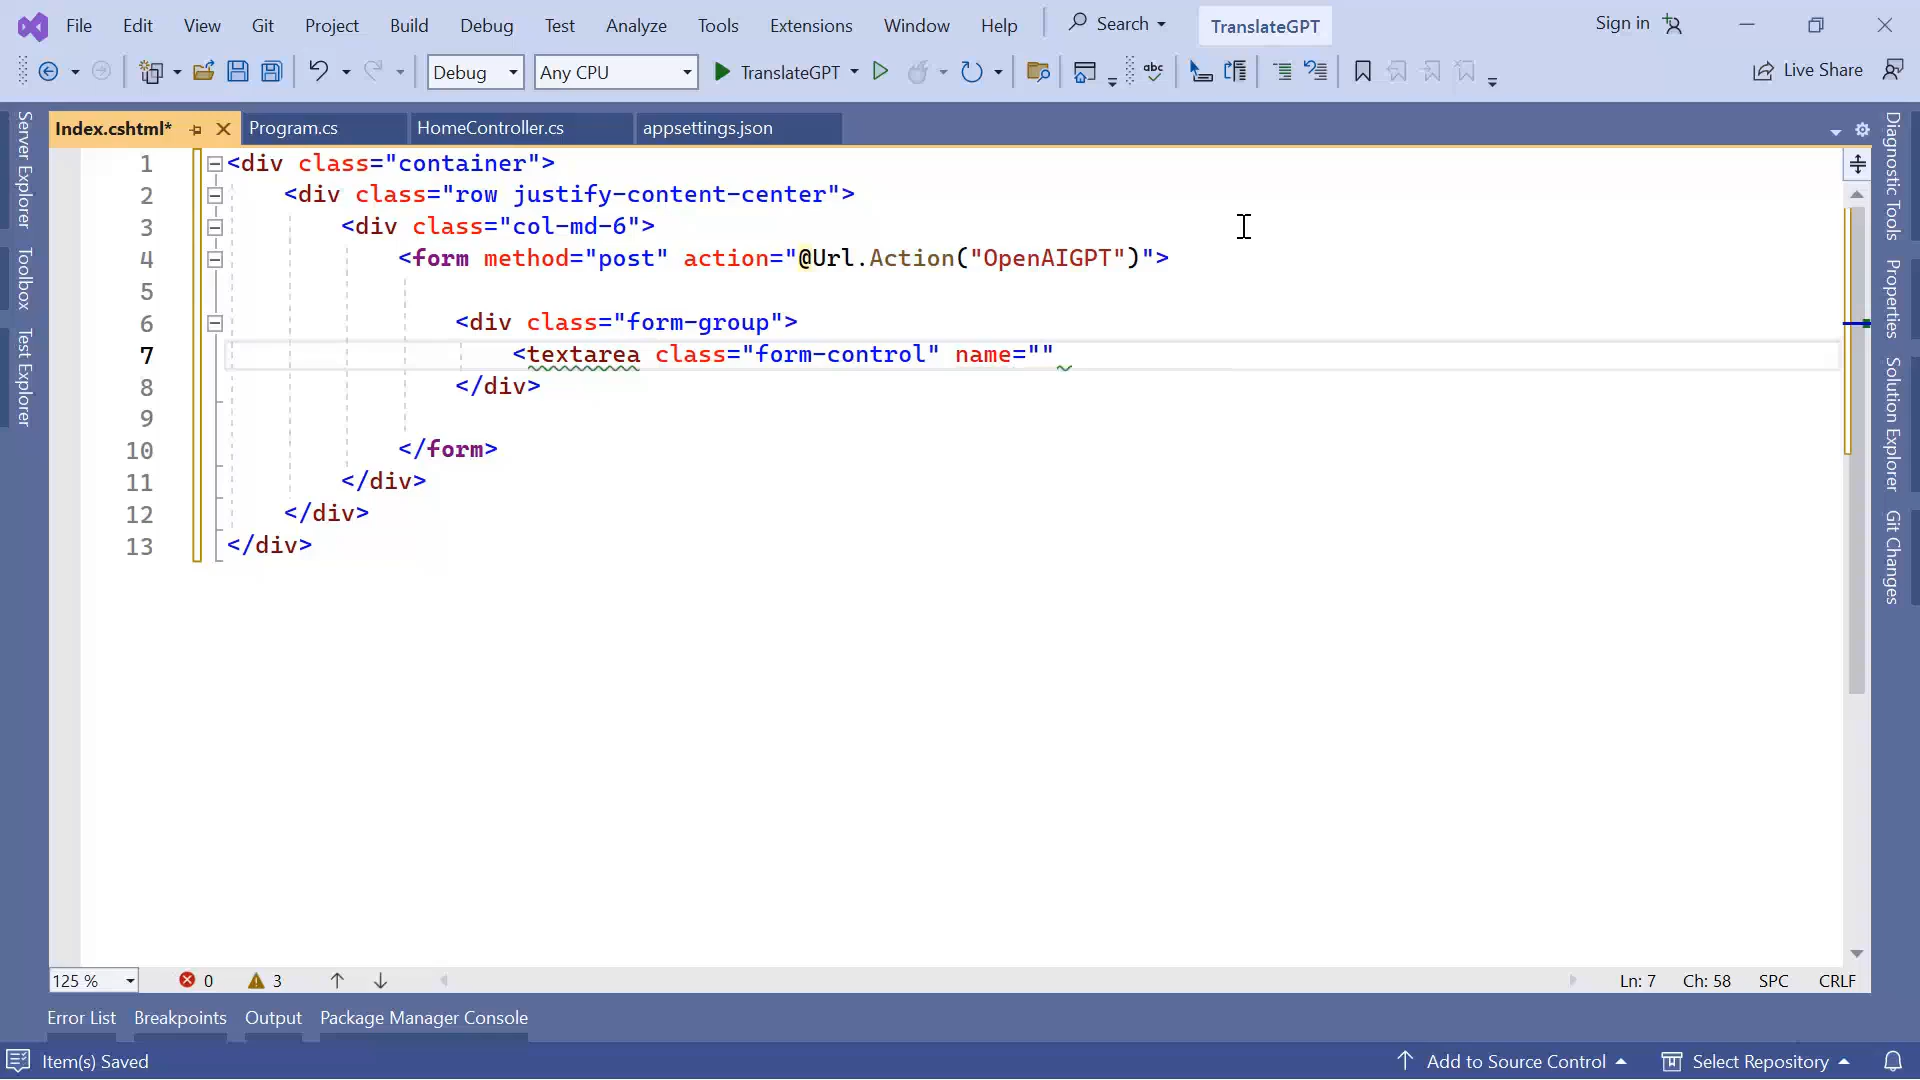 File Edit View Git Project Build Debug Test Analyze Tools Extensions Window Help Search TranslateGPT Sign in
Debug Any CPU TranslateGPT abc Live Share
Index.cshtml* Program.cs HomeController.cs appsettings.json
Server Explorer
Toolbox
Test Explorer
1 <div class="container">
2 <div class="row justify-content-center">
3 <div class="col-md-6">
4 <form method="post" action="@Url.Action("OpenAIGPT")">
5
6 <div class="form-group">
7 <textarea class="form-control" name=""
8 </div>
9
10 </form>
11 </div>
12 </div>
13 </div>
Diagnostic Tools
Properties
Solution Explorer
Git Changes
125 % 0 3 Ln: 7 Ch: 58 SPC CRLF
Error List Breakpoints Output Package Manager Console
Item(s) Saved Add to Source Control Select Repository